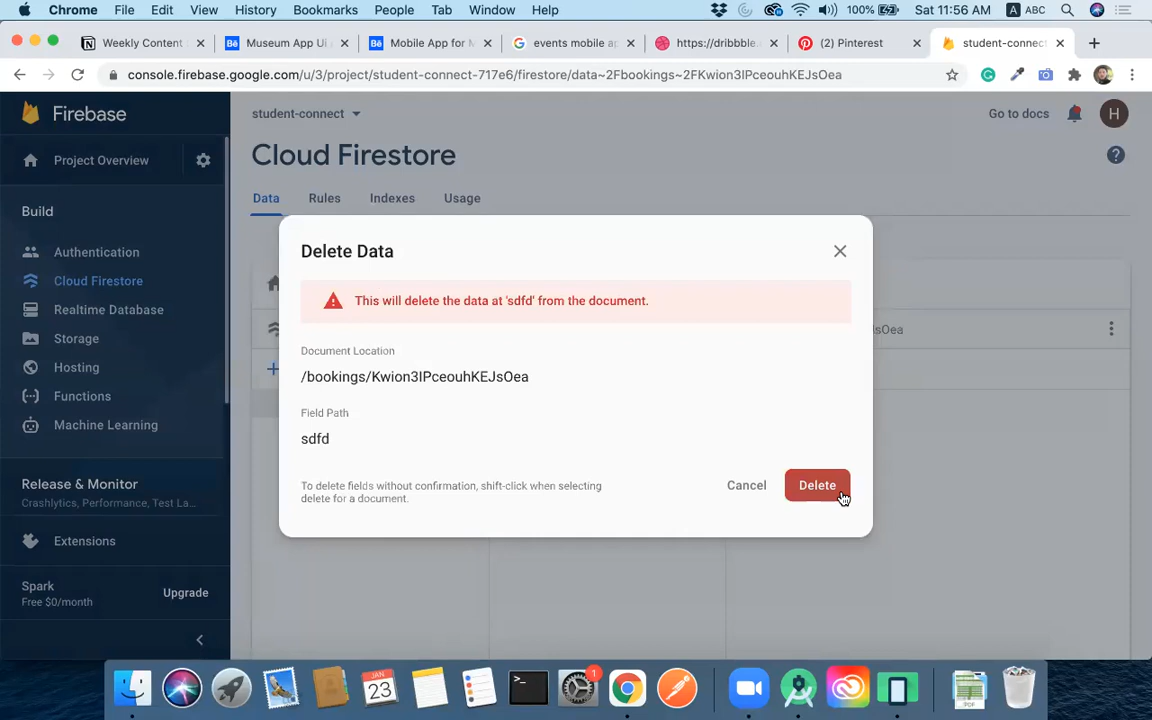 Chrome File Edit View History Bookmarks People Tab Window Help 100% Sat 11:56 AM A ABC
Weekly Content Museum App Ui Mobile App for M events mobile ap https://dribbble. (2) Pinterest student-connect
console.firebase.google.com/u/3/project/student-connect-717e6/firestore/data~2Fbookings~2FKwion3IPceouhKEJsOea
Firebase
student-connect
Go to docs
H
Project Overview
Cloud Firestore
Data Rules Indexes Usage
Build
Authentication
Cloud Firestore
Realtime Database
Storage
Hosting
Functions
Machine Learning
Release & Monitor
Crashlytics, Performance, Test La...
Extensions
Spark
Free $0/month
Upgrade
Delete Data
This will delete the data at 'sdfd' from the document.
JsOea
Document Location
/bookings/Kwion3IPceouhKEJsOea
Field Path
sdfd
To delete fields without confirmation, shift-click when selecting
delete for a document.
Cancel Delete
23
1